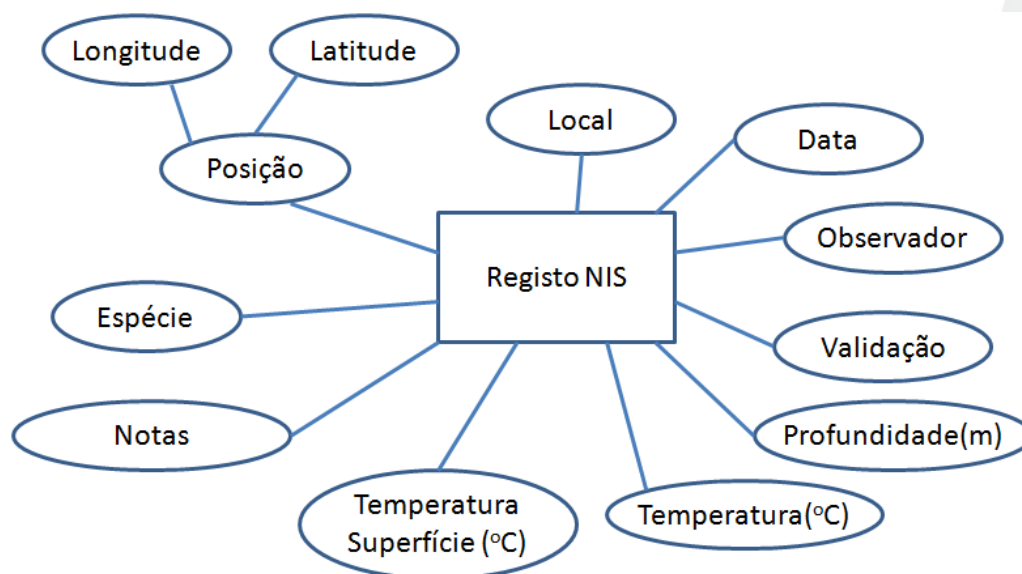 Longitude
Latitude
Local
Data
Posição
Observador
Registo NIS
Espécie
Validação
Notas
Profundidade(m)
Temperatura
Superfície (ºC)
Temperatura(ºC)